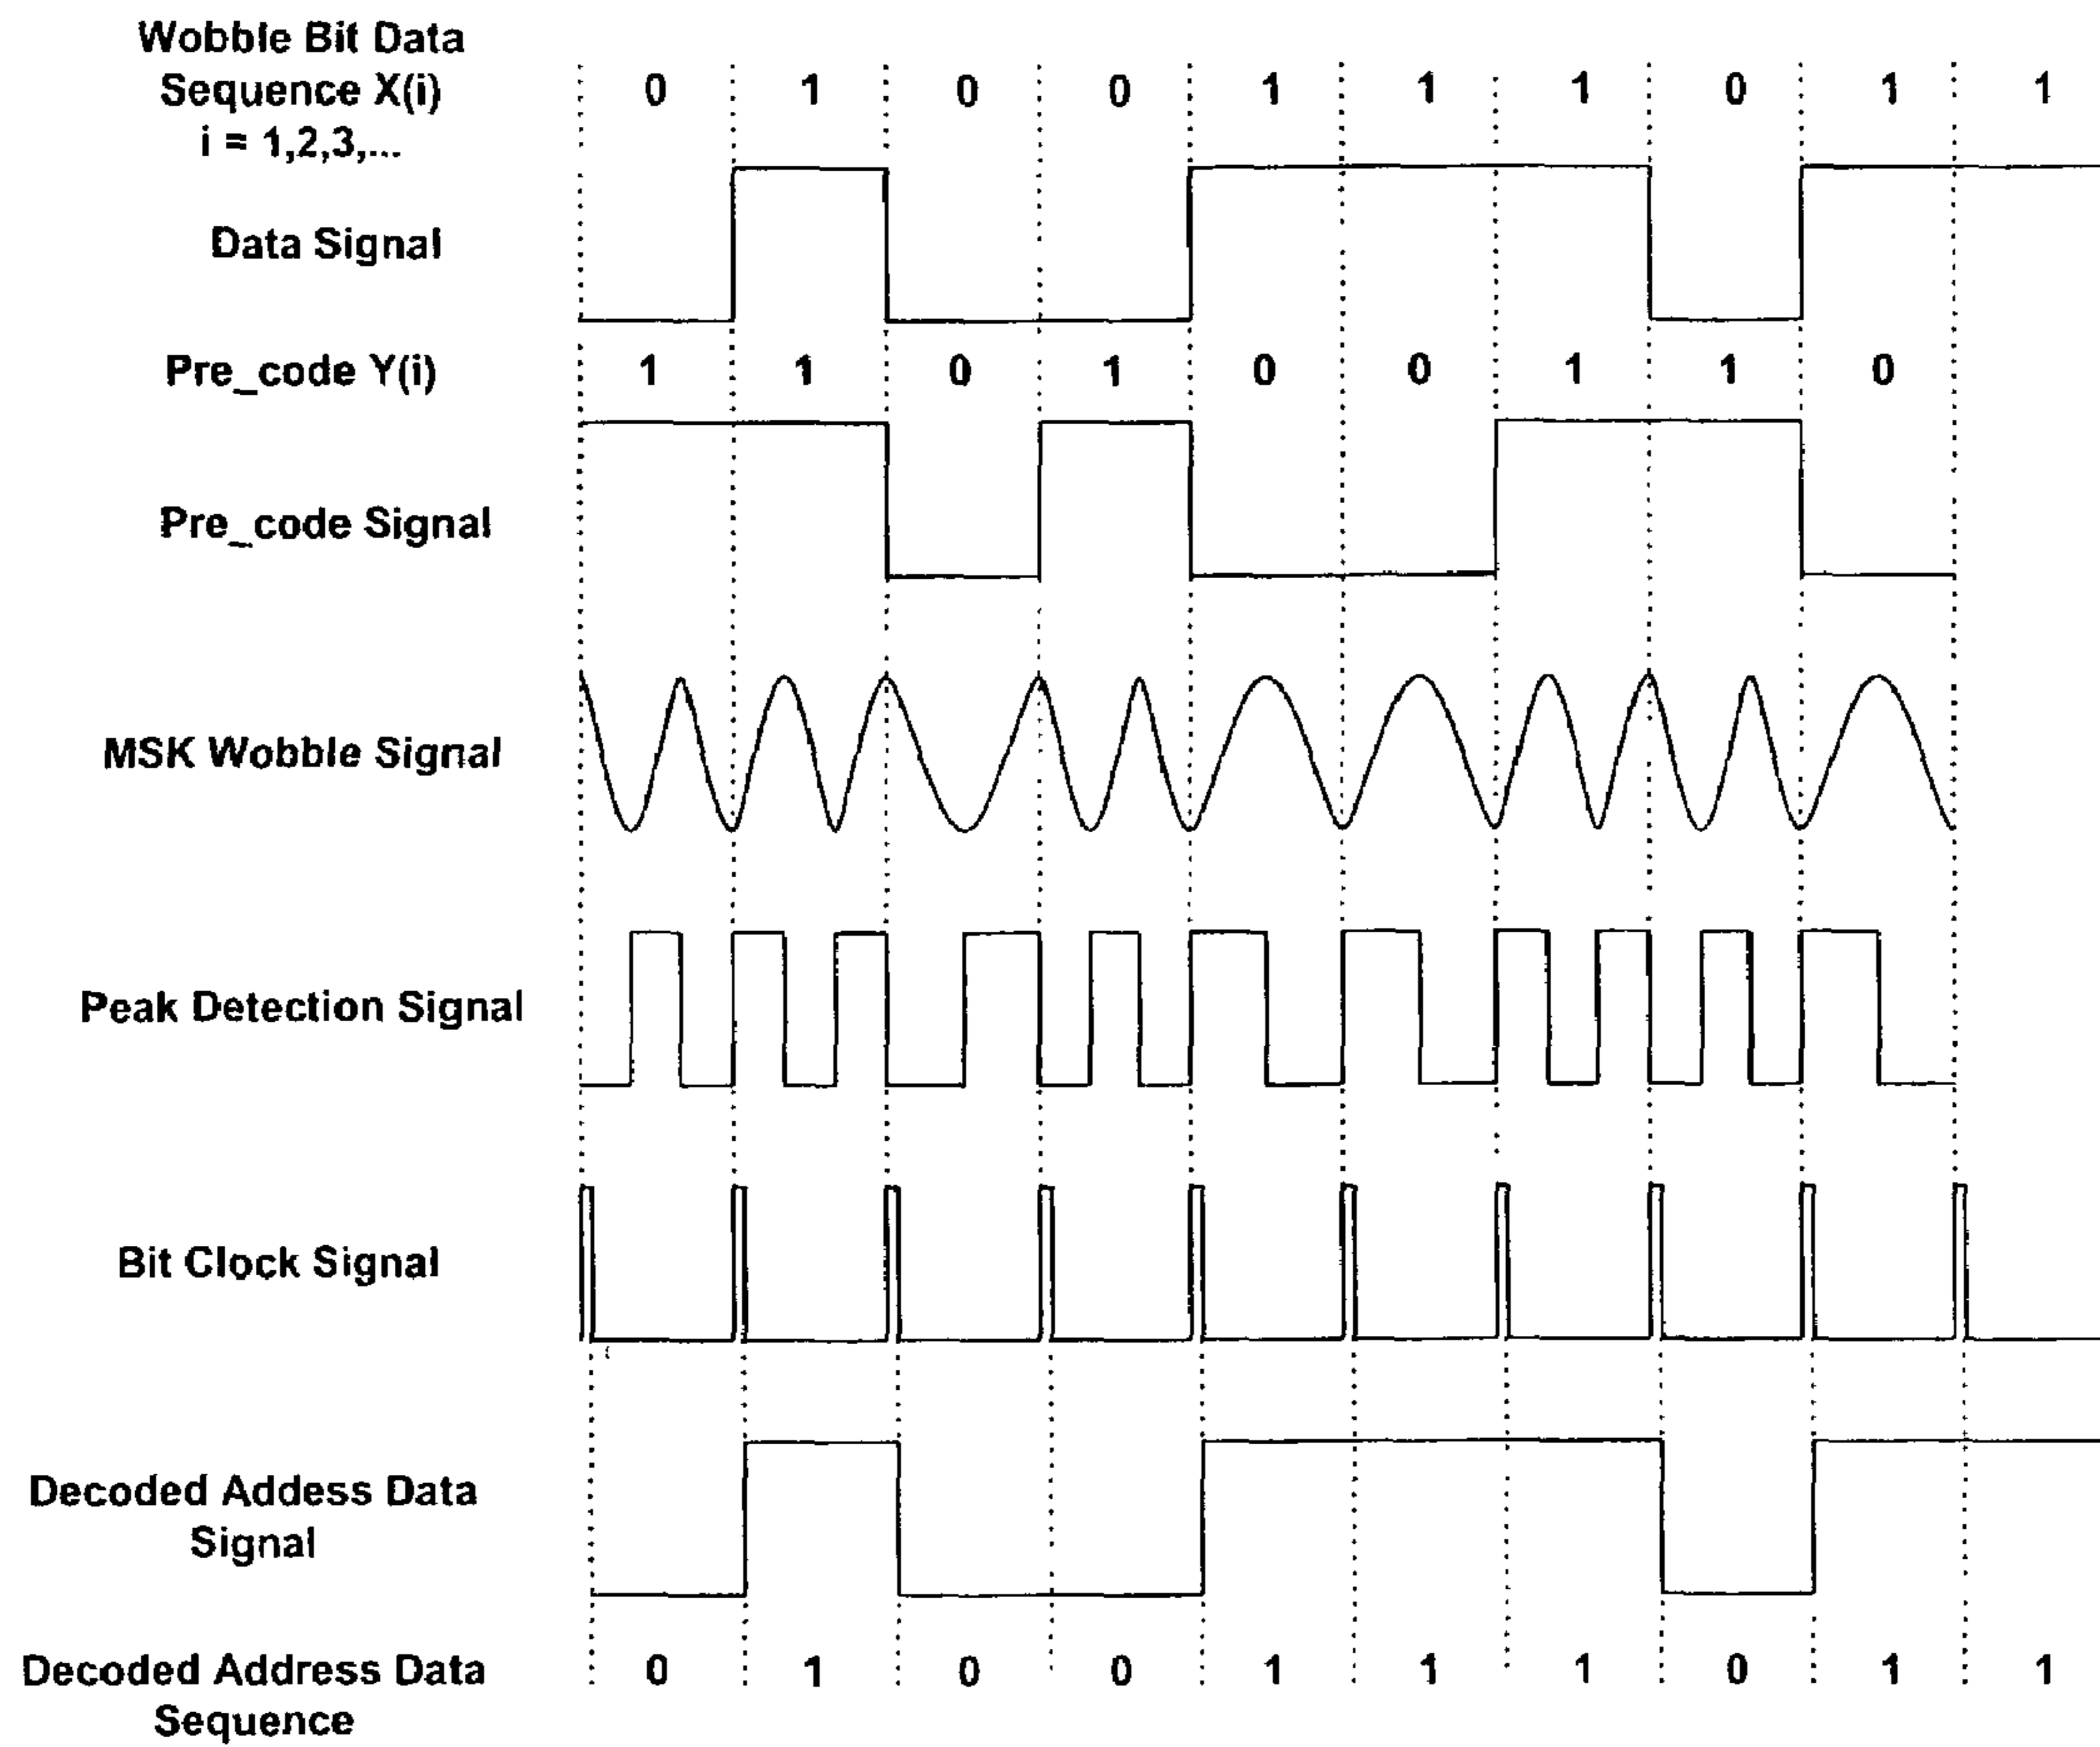 Wobble Bit Data
Sequence X(i)
i = 1,2,3,...
0 1 0 0 1 1 1 0 1 1
Data Signal
Pre_code Y(i)
1 1 0 1 0 0 1 1 0
Pre_code Signal
MSK Wobble Signal
Peak Detection Signal
Bit Clock Signal
Decoded Addess Data
Signal
Decoded Address Data
Sequence
0 1 0 0 1 1 1 0 1 1